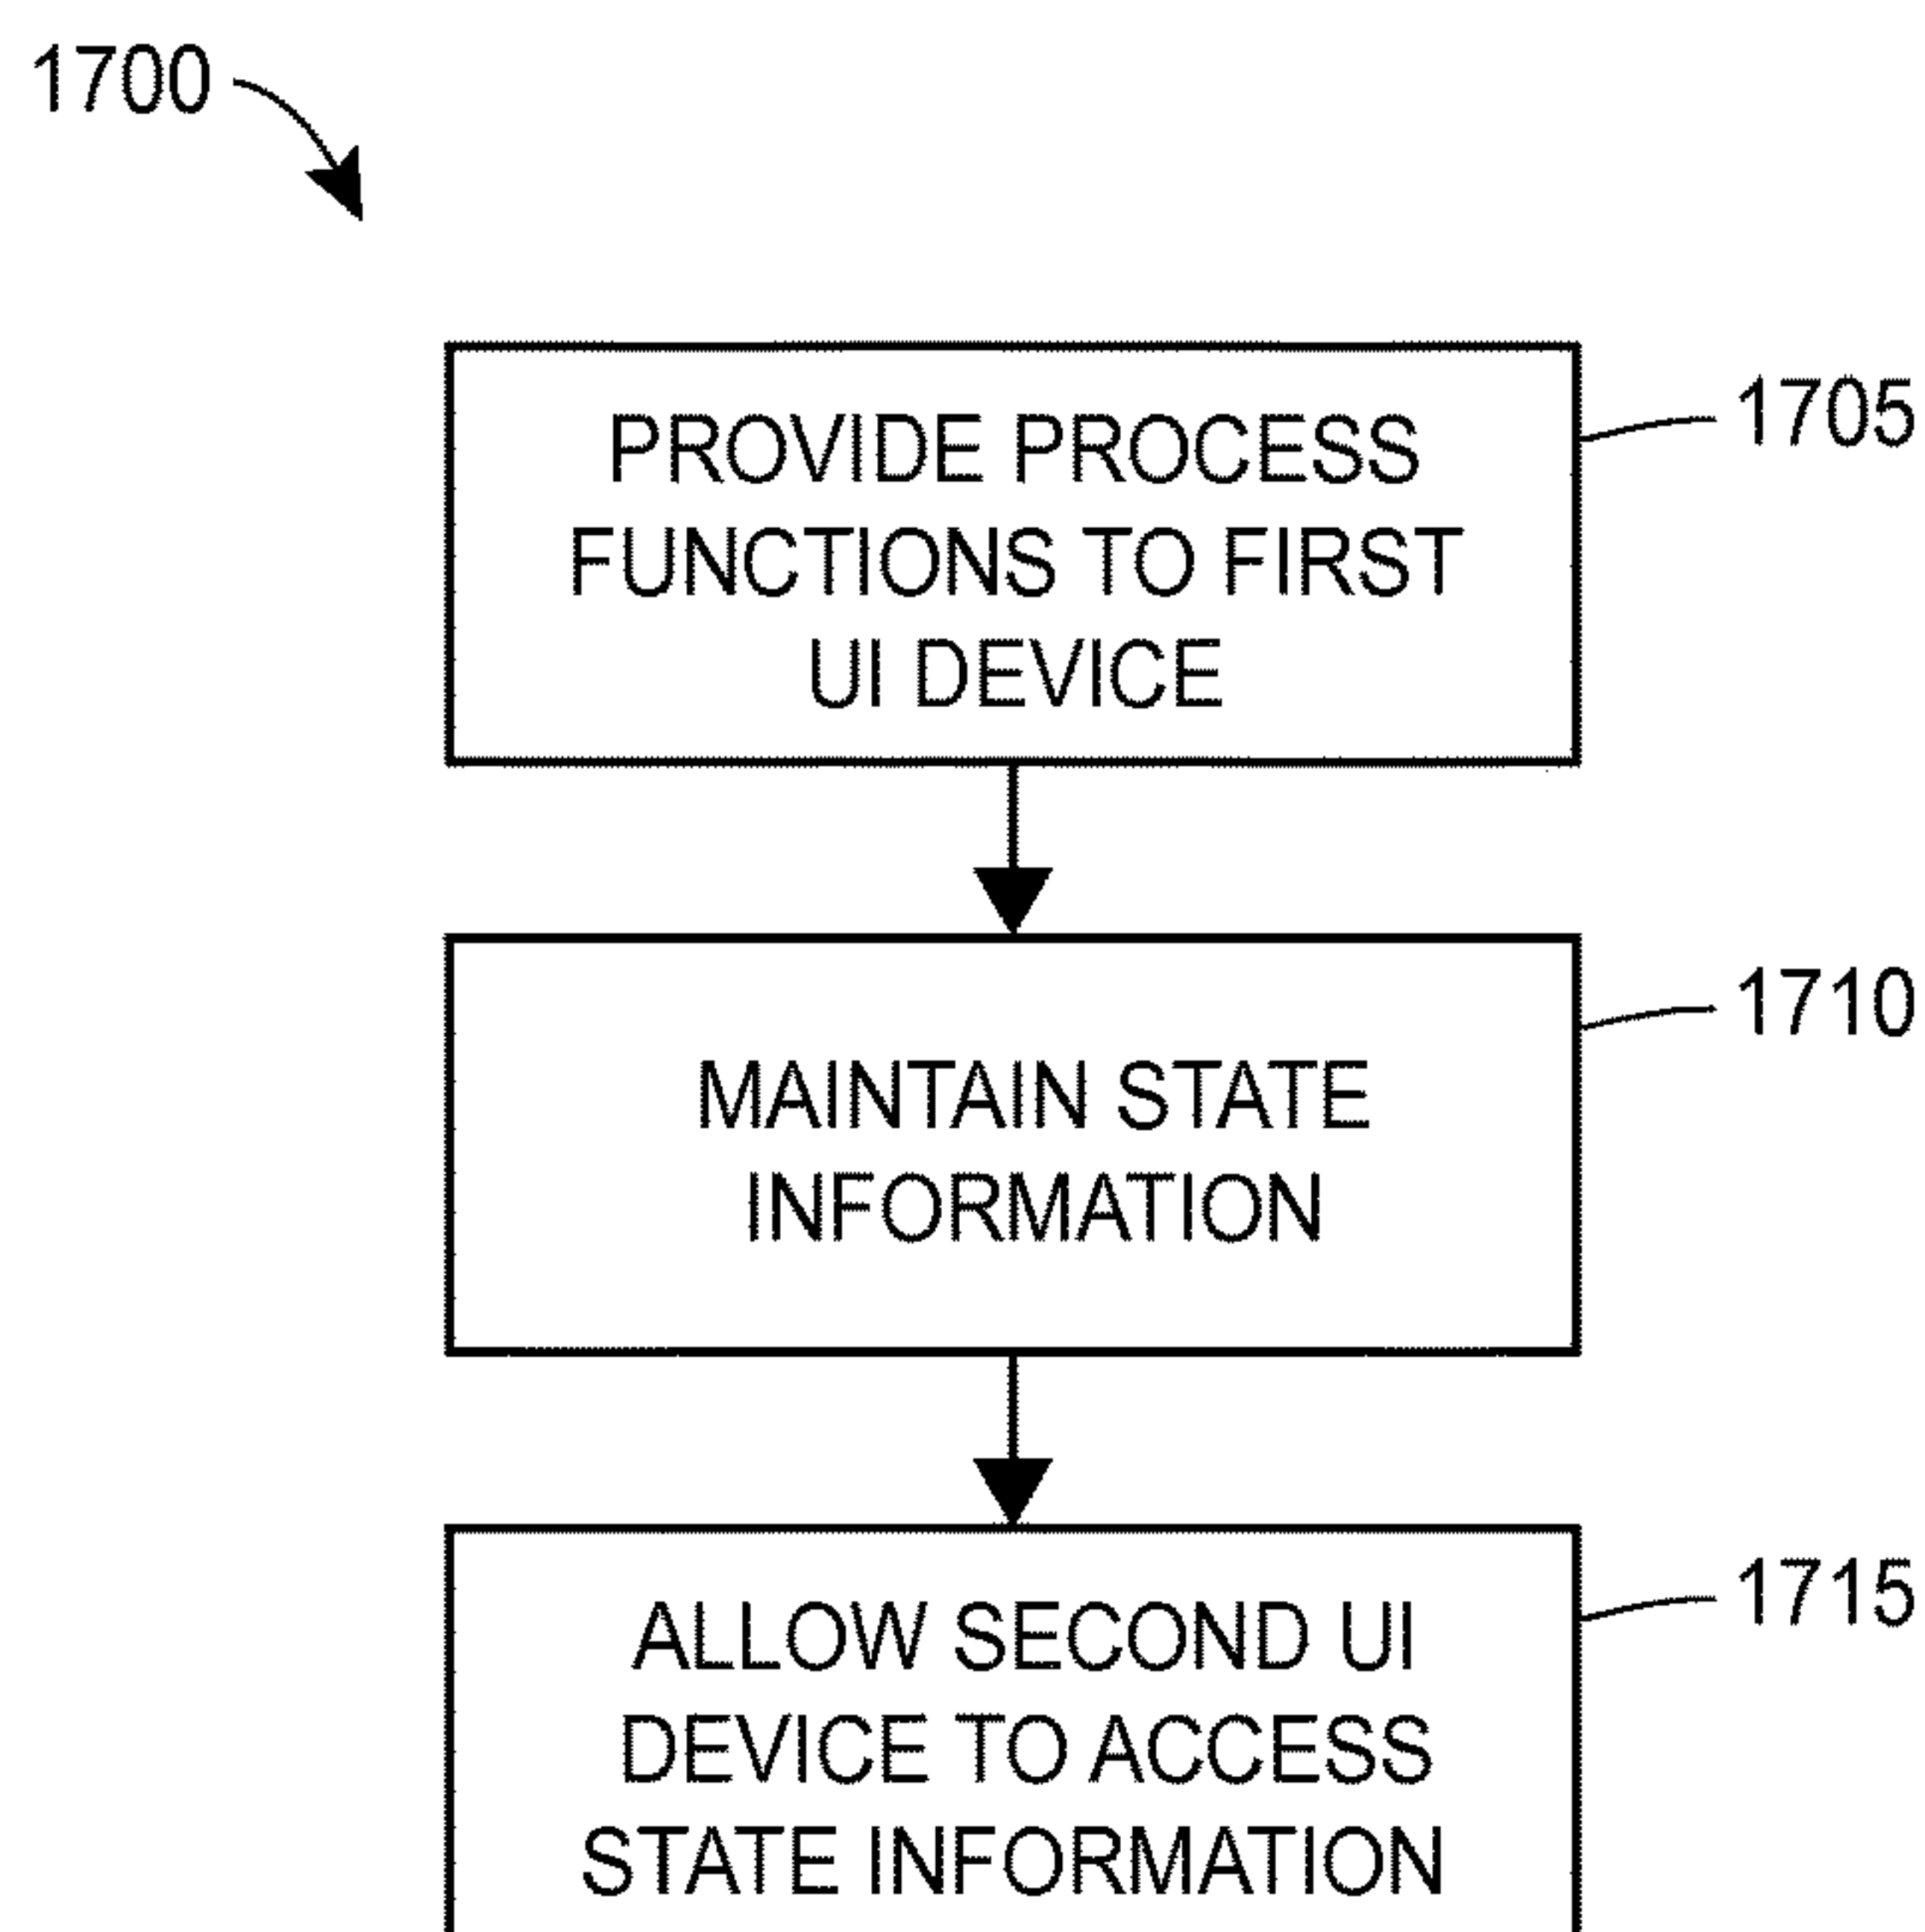 1700
PROVIDE PROCESS
FUNCTIONS TO FIRST
UI DEVICE
1705
MAINTAIN STATE
INFORMATION
1710
ALLOW SECOND UI
DEVICE TO ACCESS
STATE INFORMATION
1715